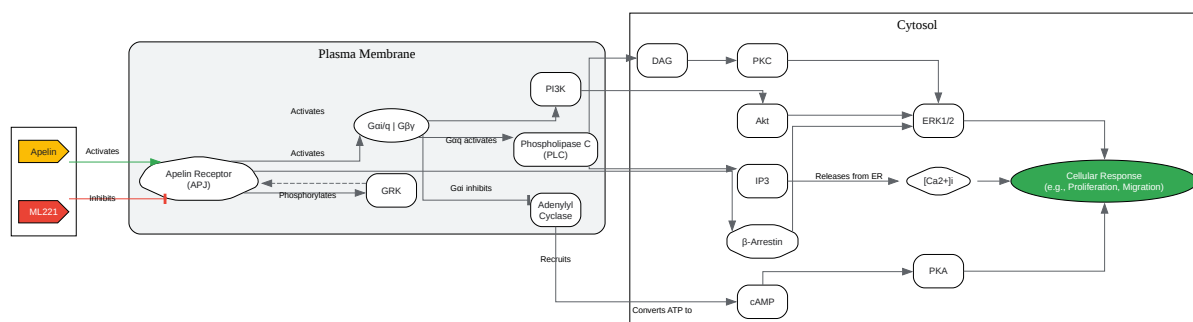 Cytosol
Plasma Membrane
DAG
PKC
PI3K
Activates
Akt
ERK1/2
Gαi/q | Gβγ
Gαq activates
Phospholipase C
(PLC)
Apelin
Activates
Activates
Apelin Receptor
(APJ)
GRK
Phosphorylates
Inhibits
ML221
Gαi inhibits
Adenylyl
Cyclase
IP3
Releases from ER
[Ca2+]i
Cellular Response
(e.g., Proliferation, Migration)
β-Arrestin
Recruits
PKA
cAMP
Converts ATP to